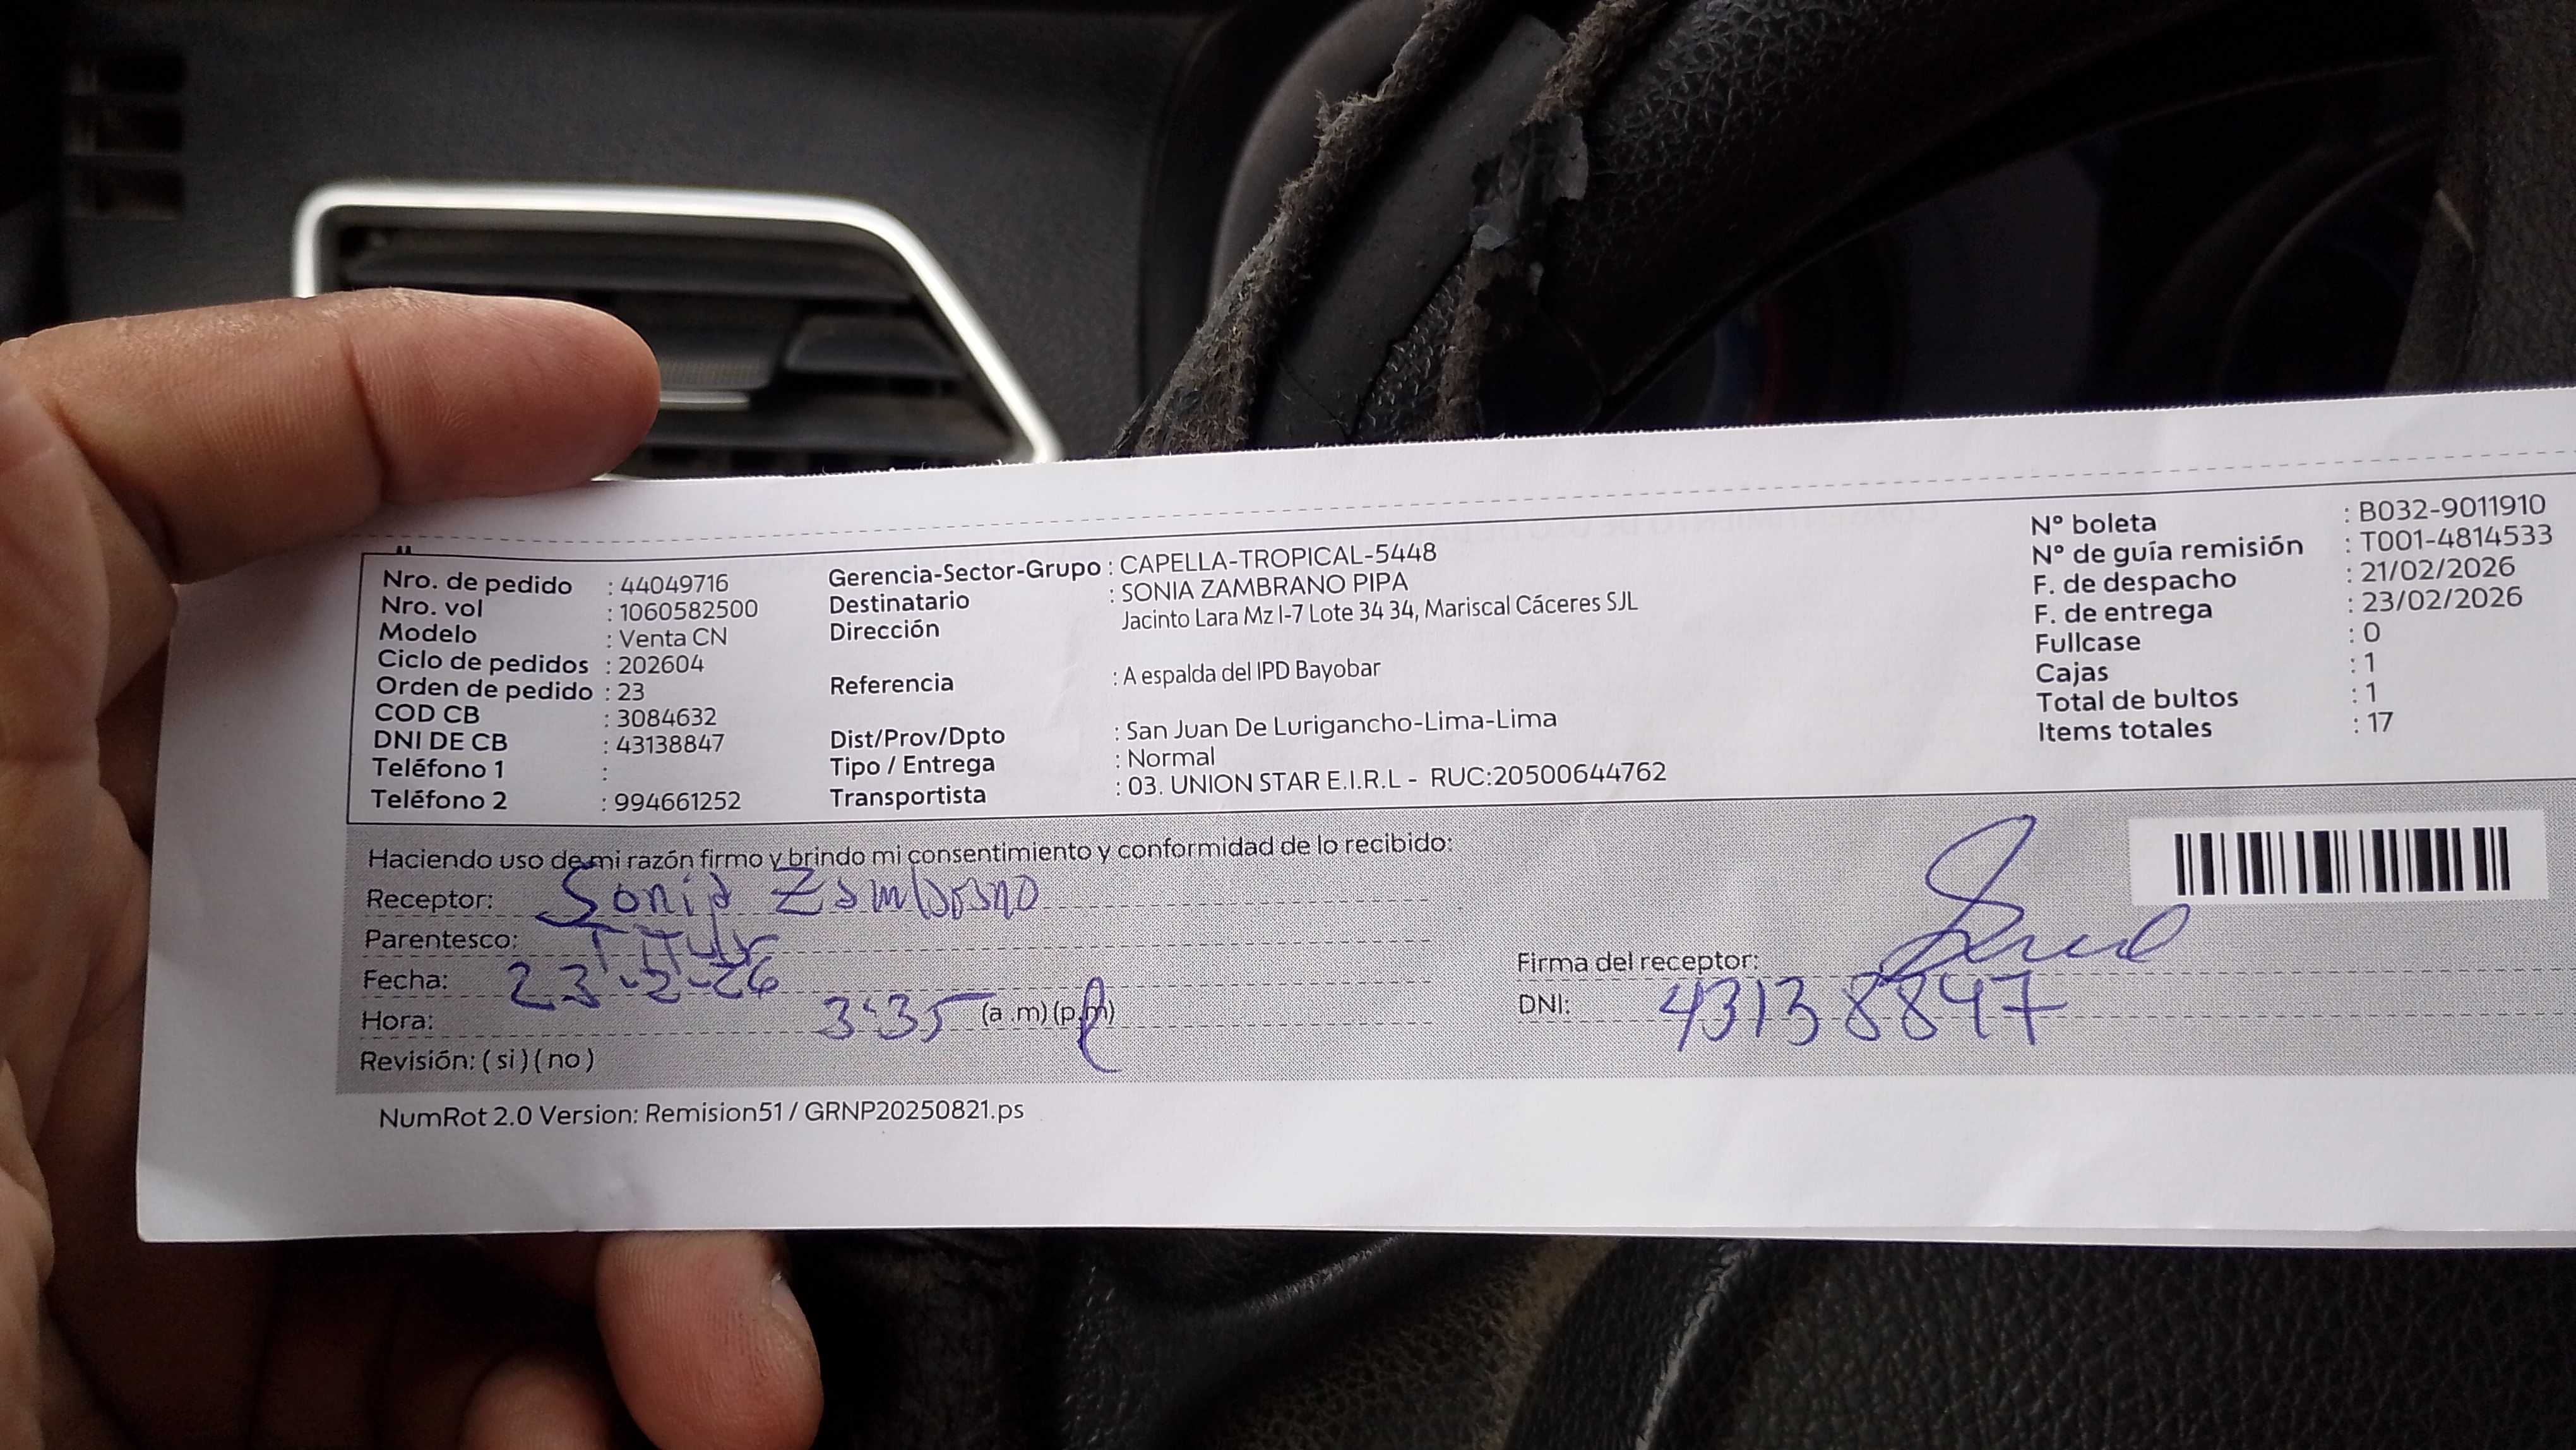 Nro. de pedido : 44049716
Nro. vol : 1060582500
Modelo : Venta CN
Ciclo de pedidos : 202604
Orden de pedido : 23
COD CB : 3084632
DNI DE CB : 43138847
Teléfono 1 :
Teléfono 2 : 994661252
Gerencia-Sector-Grupo : CAPELLA-TROPICAL-5448
Destinatario : SONIA ZAMBRANO PIPA
Dirección Jacinto Lara Mz I-7 Lote 34 34, Mariscal Cáceres SJL
Referencia : A espalda del IPD Bayobar
Dist/Prov/Dpto : San Juan De Lurigancho-Lima-Lima
Tipo / Entrega : Normal
Transportista : 03. UNION STAR E.I.R.L - RUC:20500644762
N° boleta : B032-9011910
N° de guía remisión : T001-4814533
F. de despacho : 21/02/2026
F. de entrega : 23/02/2026
Fullcase : 0
Cajas : 1
Total de bultos : 1
Items totales : 17
Haciendo uso de mi razón firmo y brindo mi consentimiento y conformidad de lo recibido:
Receptor: Sonia Zambrano
Parentesco: Titular
Fecha: 23-2-26
Hora: 3:35 (a .m) (p.m)
Revisión: ( si ) ( no )
Firma del receptor:
DNI: 43138847
NumRot 2.0 Version: Remision51 / GRNP20250821.ps